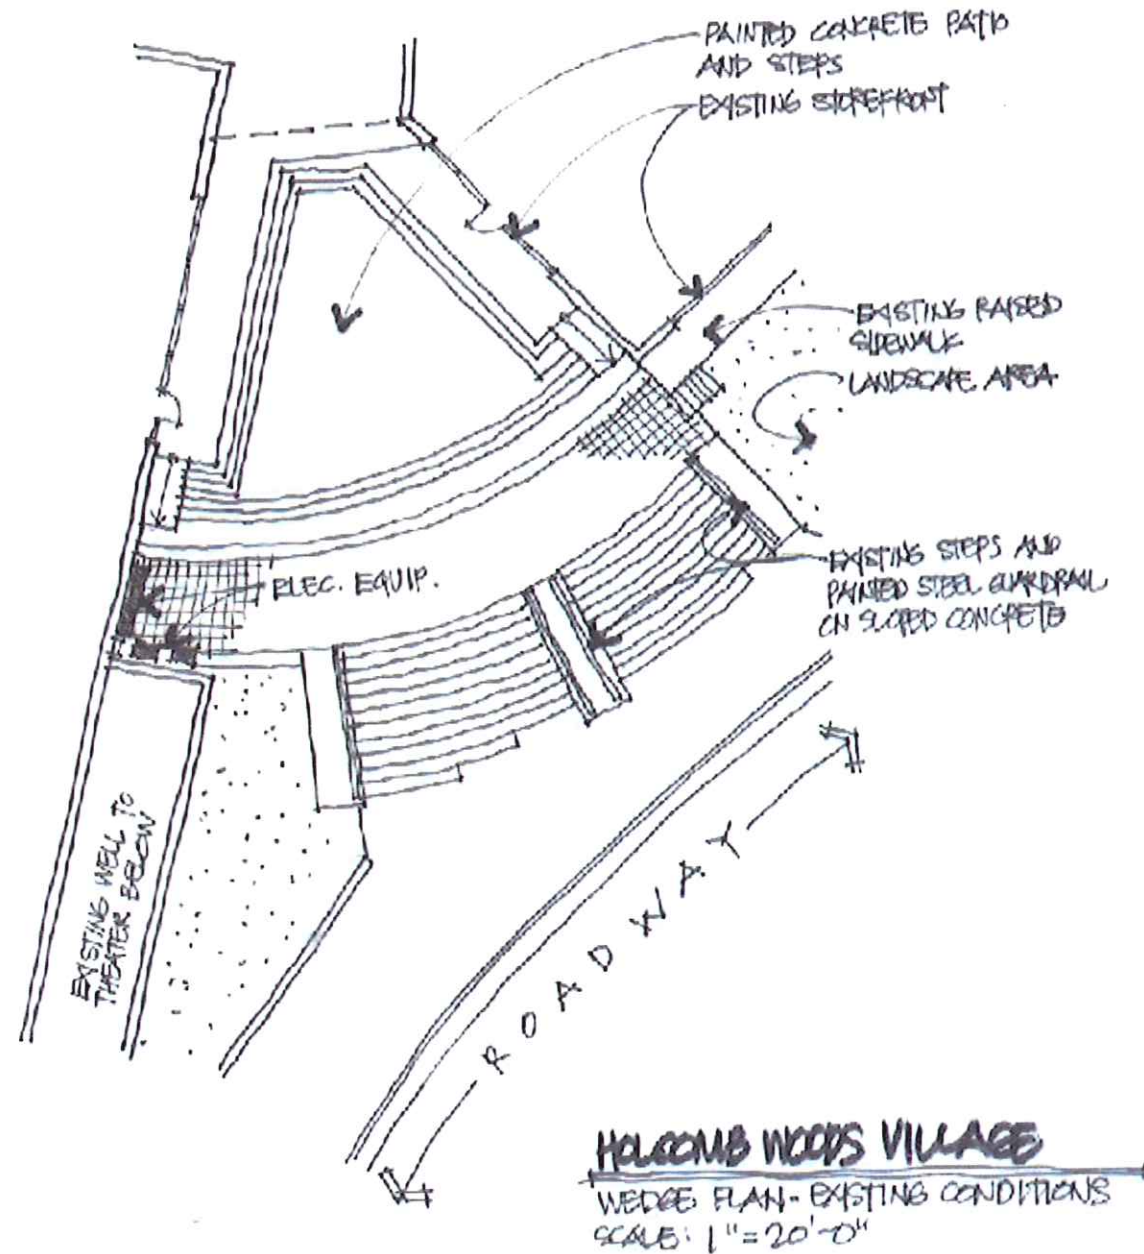 PAINTED CONCRETE PATIO
AND STEPS
EXISTING STOREFRONT
EXISTING RAISED
SIDEWALK
LANDSCAPE AREA
EXISTING STEPS AND
PAINTED STEEL GUARDRAIL
ON SLOPED CONCRETE
ELEC. EQUIP.
EXISTING WELL TO
THEATER BELOW
ROADWAY
HOLCOMB WOODS VILLAGE
WEDGE PLAN - EXISTING CONDITIONS
SCALE: 1" = 20'-0"